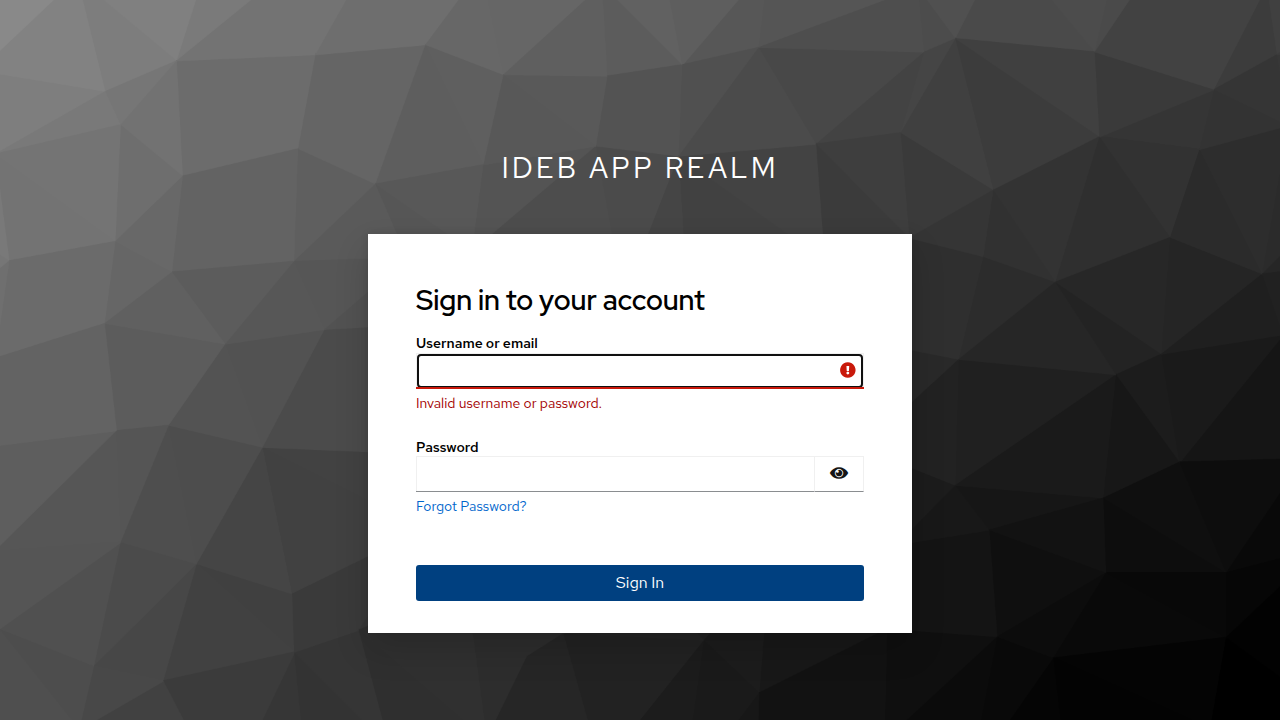 IDEB APP REALM
Sign in to your account
Username or email
Invalid username or password.
Password
Forgot Password?
Sign In